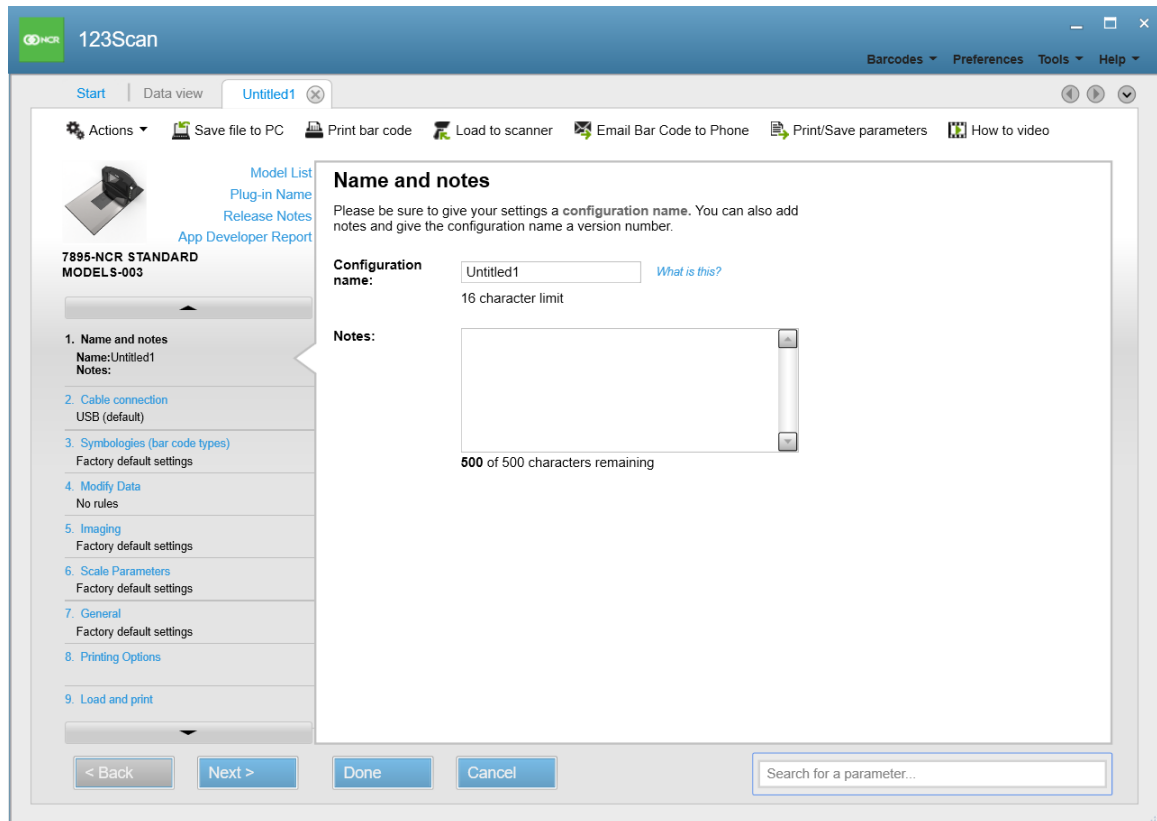 NCR
123Scan
Barcodes
Preferences
Tools
Help
Start
Data view
Untitled1
Actions
Save file to PC
Print bar code
Load to scanner
Email Bar Code to Phone
Print/Save parameters
How to video
Model List
Plug-in Name
Release Notes
App Developer Report
7895-NCR STANDARD
MODELS-003
1. Name and notes
Name:Untitled1
Notes:
2. Cable connection
USB (default)
3. Symbologies (bar code types)
Factory default settings
4. Modify Data
No rules
5. Imaging
Factory default settings
6. Scale Parameters
Factory default settings
7. General
Factory default settings
8. Printing Options
9. Load and print
Name and notes
Please be sure to give your settings a configuration name. You can also add
notes and give the configuration name a version number.
Configuration
name:
Untitled1
What is this?
16 character limit
Notes:
500 of 500 characters remaining
< Back
Next >
Done
Cancel
Search for a parameter...